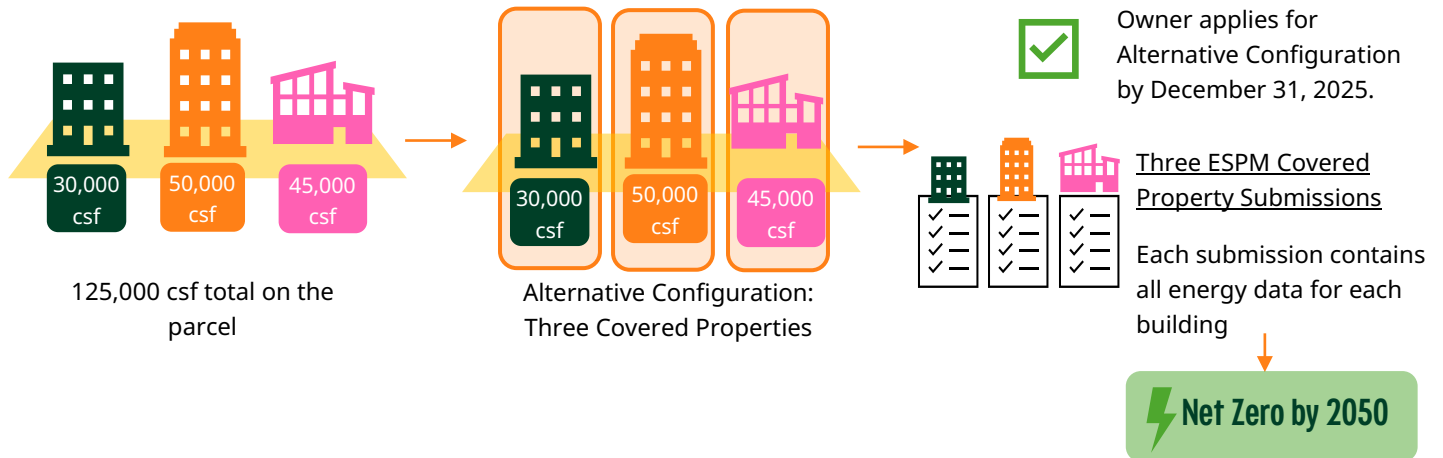 30,000
csf
50,000
csf
45,000
csf
125,000 csf total on the
parcel
30,000
csf
50,000
csf
45,000
csf
Alternative Configuration:
Three Covered Properties
Owner applies for
Alternative Configuration
by December 31, 2025.
Three ESPM Covered
Property Submissions
Each submission contains
all energy data for each
building
Net Zero by 2050